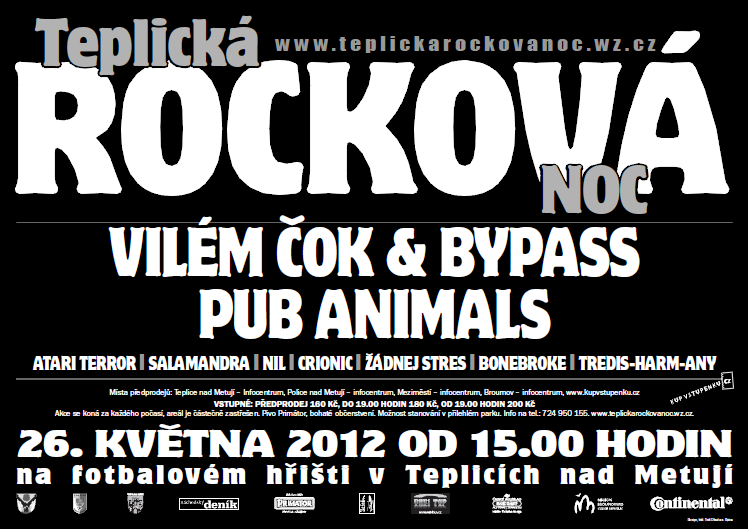 Teplická www.teplickarockovanoc.wz.cz
ROCKOVÁ
NOC
VILÉM ČOK & BYPASS
PUB ANIMALS
ATARI TERROR | SALAMANDRA | NIL | CRIONIC | ŽÁDNEJ STRES | BONEBROKE | TREDIS-HARM-ANY
Místa předprodejů: Teplice nad Metují – Infocentrum, Police nad Metují – infocentrum, Meziměstí – infocentrum, Broumov – infocentrum, www.kupvstupenku.cz
KUP VSTUPENKU CZ
VSTUPNÉ: PŘEDPRODEJ 160 KČ, DO 19.00 HODIN 180 KČ, OD 19.00 HODIN 200 KČ
Akce se koná za každého počasí, areál je částečně zastřešen. Pivo Primátor, bohaté občerstvení. Možnost stanování v přilehlém parku. Info na tel.: 724 950 155. www.teplickarockovanoc.wz.cz.
26. KVĚTNA 2012 OD 15.00 HODIN
na fotbalovém hřišti v Teplicích nad Metují
náchodský deník
PRIMÁTOR
Continental